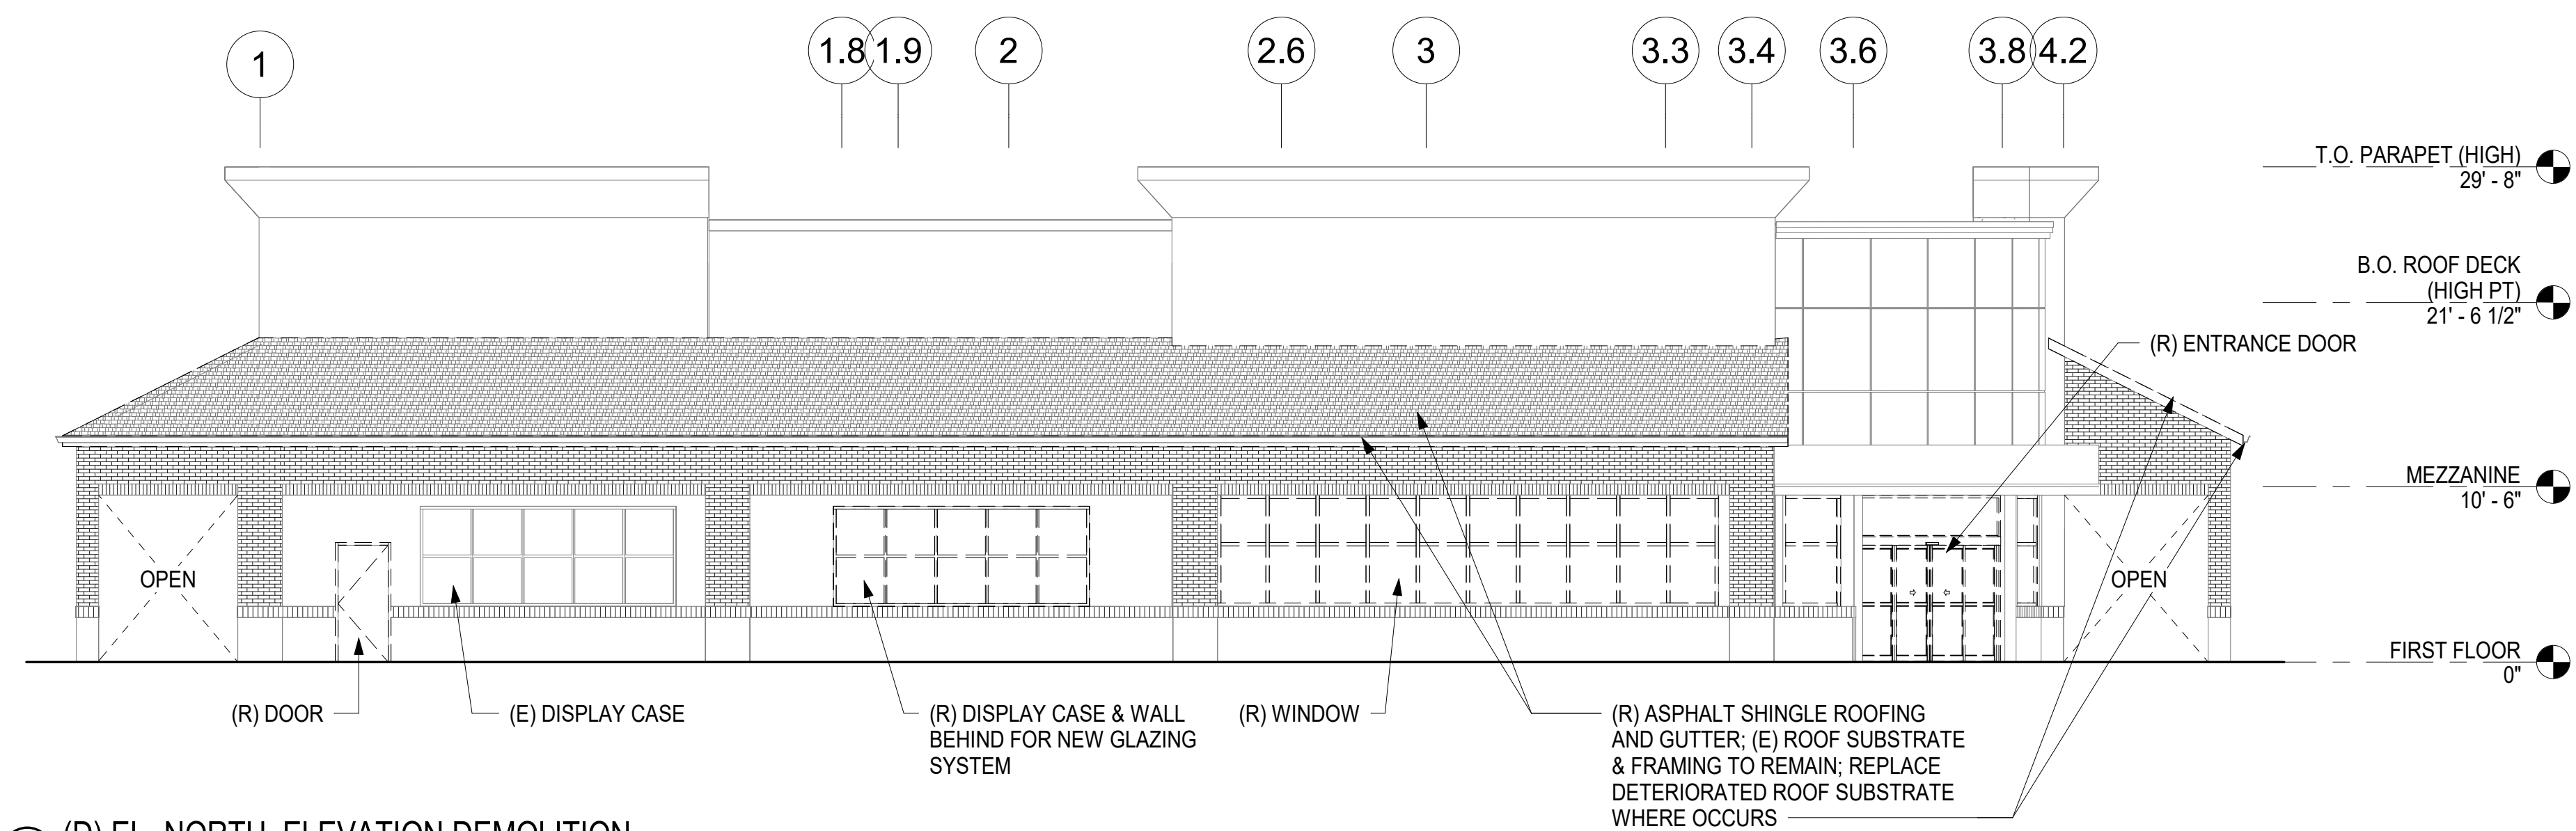 1
1.8
1.9
2
2.6
3
3.3
3.4
3.6
3.8
4.2
T.O. PARAPET (HIGH)
29' - 8"
B.O. ROOF DECK
(HIGH PT)
21' - 6 1/2"
(R) ENTRANCE DOOR
MEZZANINE
10' - 6"
OPEN
OPEN
FIRST FLOOR
0"
(R) DOOR
(E) DISPLAY CASE
(R) DISPLAY CASE & WALL
BEHIND FOR NEW GLAZING
SYSTEM
(R) WINDOW
(R) ASPHALT SHINGLE ROOFING
AND GUTTER; (E) ROOF SUBSTRATE
& FRAMING TO REMAIN; REPLACE
DETERIORATED ROOF SUBSTRATE
WHERE OCCURS
NORTH ELEVATION DEMOLITION